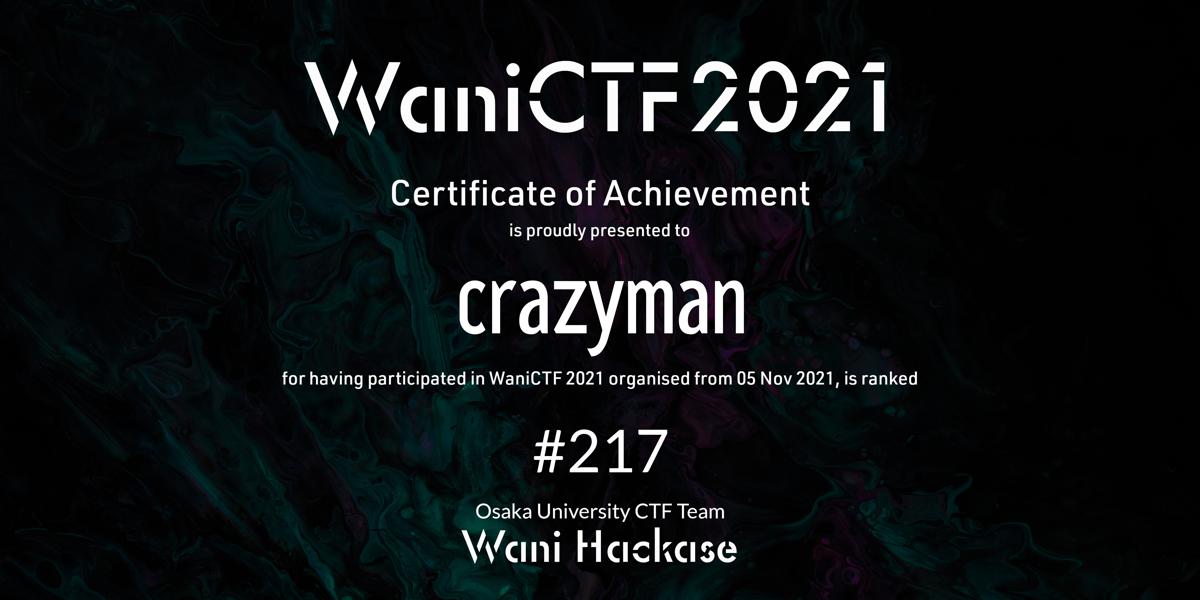 WaniCTF2021
Certificate of Achievement
is proudly presented to
crazyman
for having participated in WaniCTF 2021 organised from 05 Nov 2021, is ranked
#217
Osaka University CTF Team
Wani Hackase